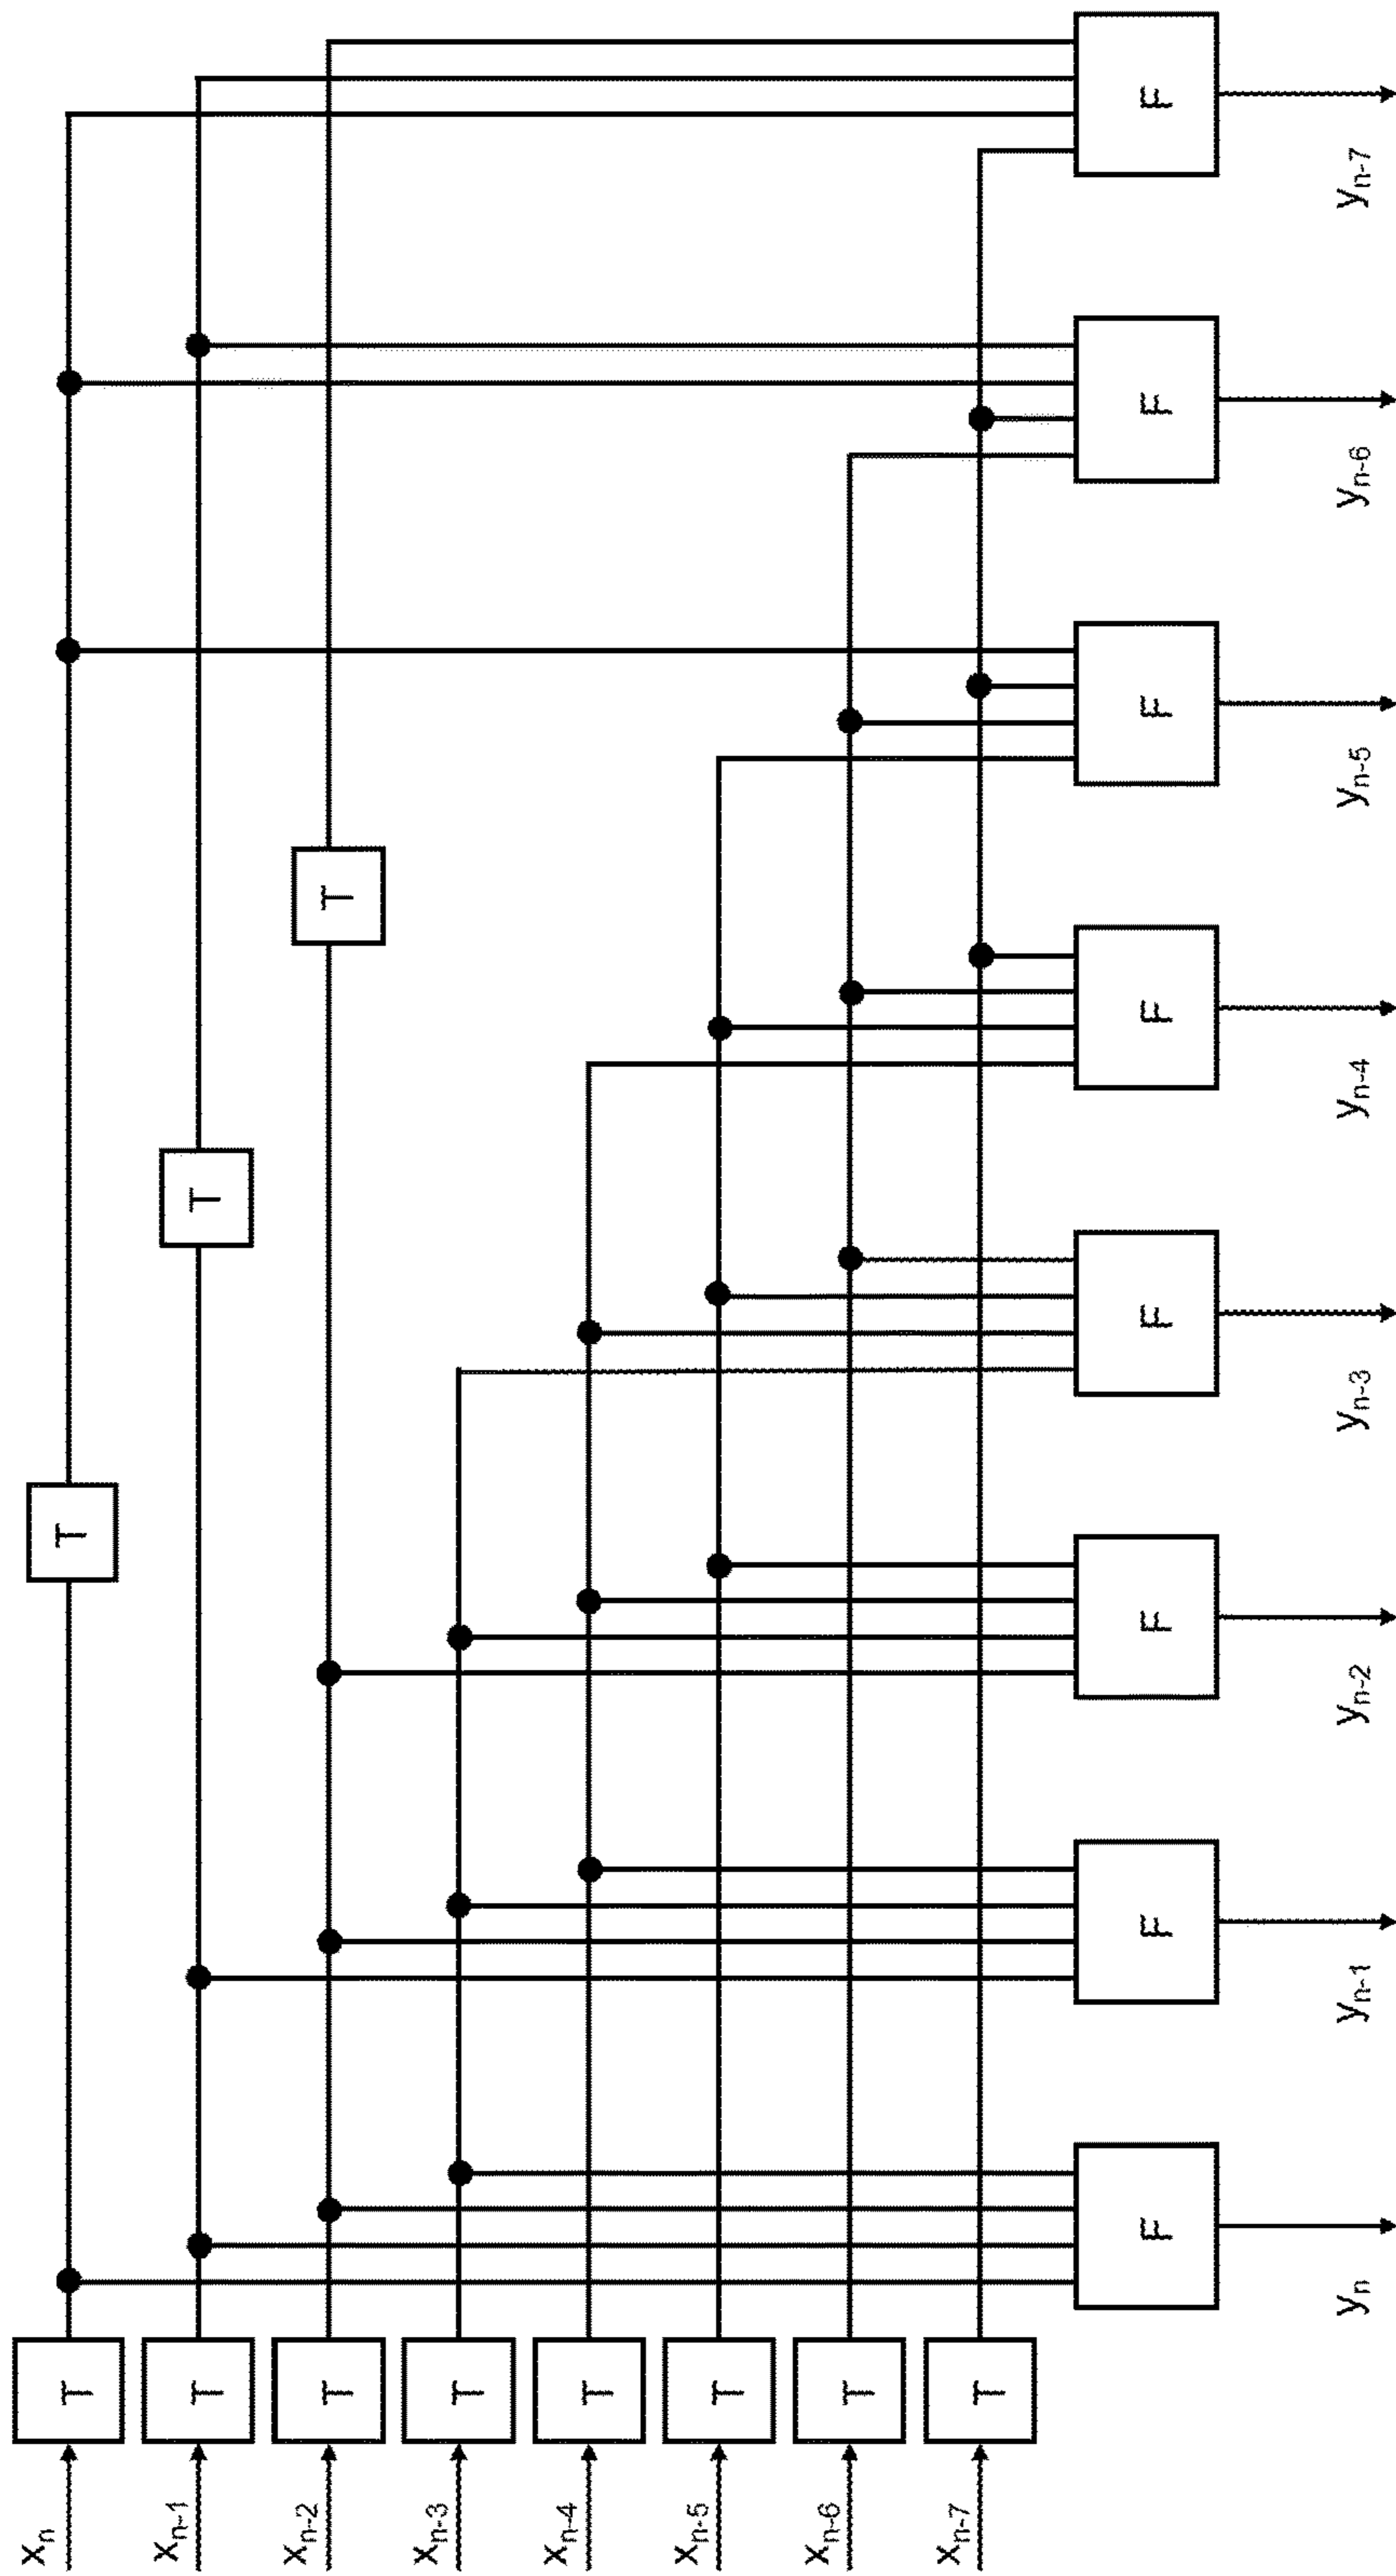 xₙ T T
xₙ₋₁ T T
xₙ₋₂ T T
xₙ₋₃ T
xₙ₋₄ T
xₙ₋₅ T
xₙ₋₆ T
xₙ₋₇ T
F F F F F F F F
yₙ yₙ₋₁ yₙ₋₂ yₙ₋₃ yₙ₋₄ yₙ₋₅ yₙ₋₆ yₙ₋₇